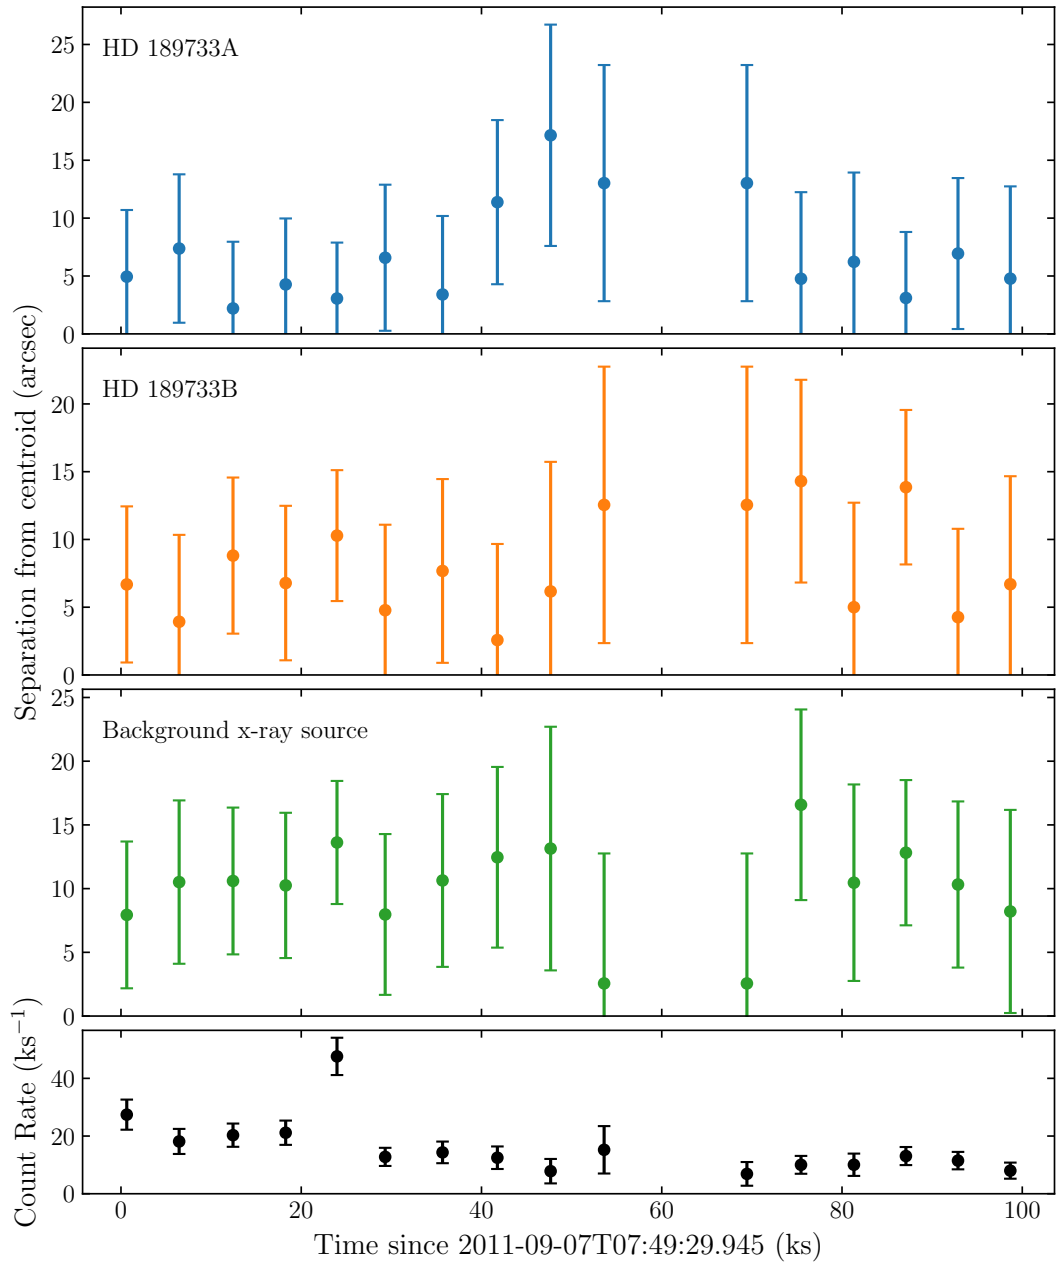 25
HD 189733A
20
15
10
5
0
Separation from centroid (arcsec)
HD 189733B
20
15
10
5
0
25
Background x-ray source
20
15
10
5
0
Count Rate (ks⁻¹)
40
20
0
0 20 40 60 80 100
Time since 2011-09-07T07:49:29.945 (ks)